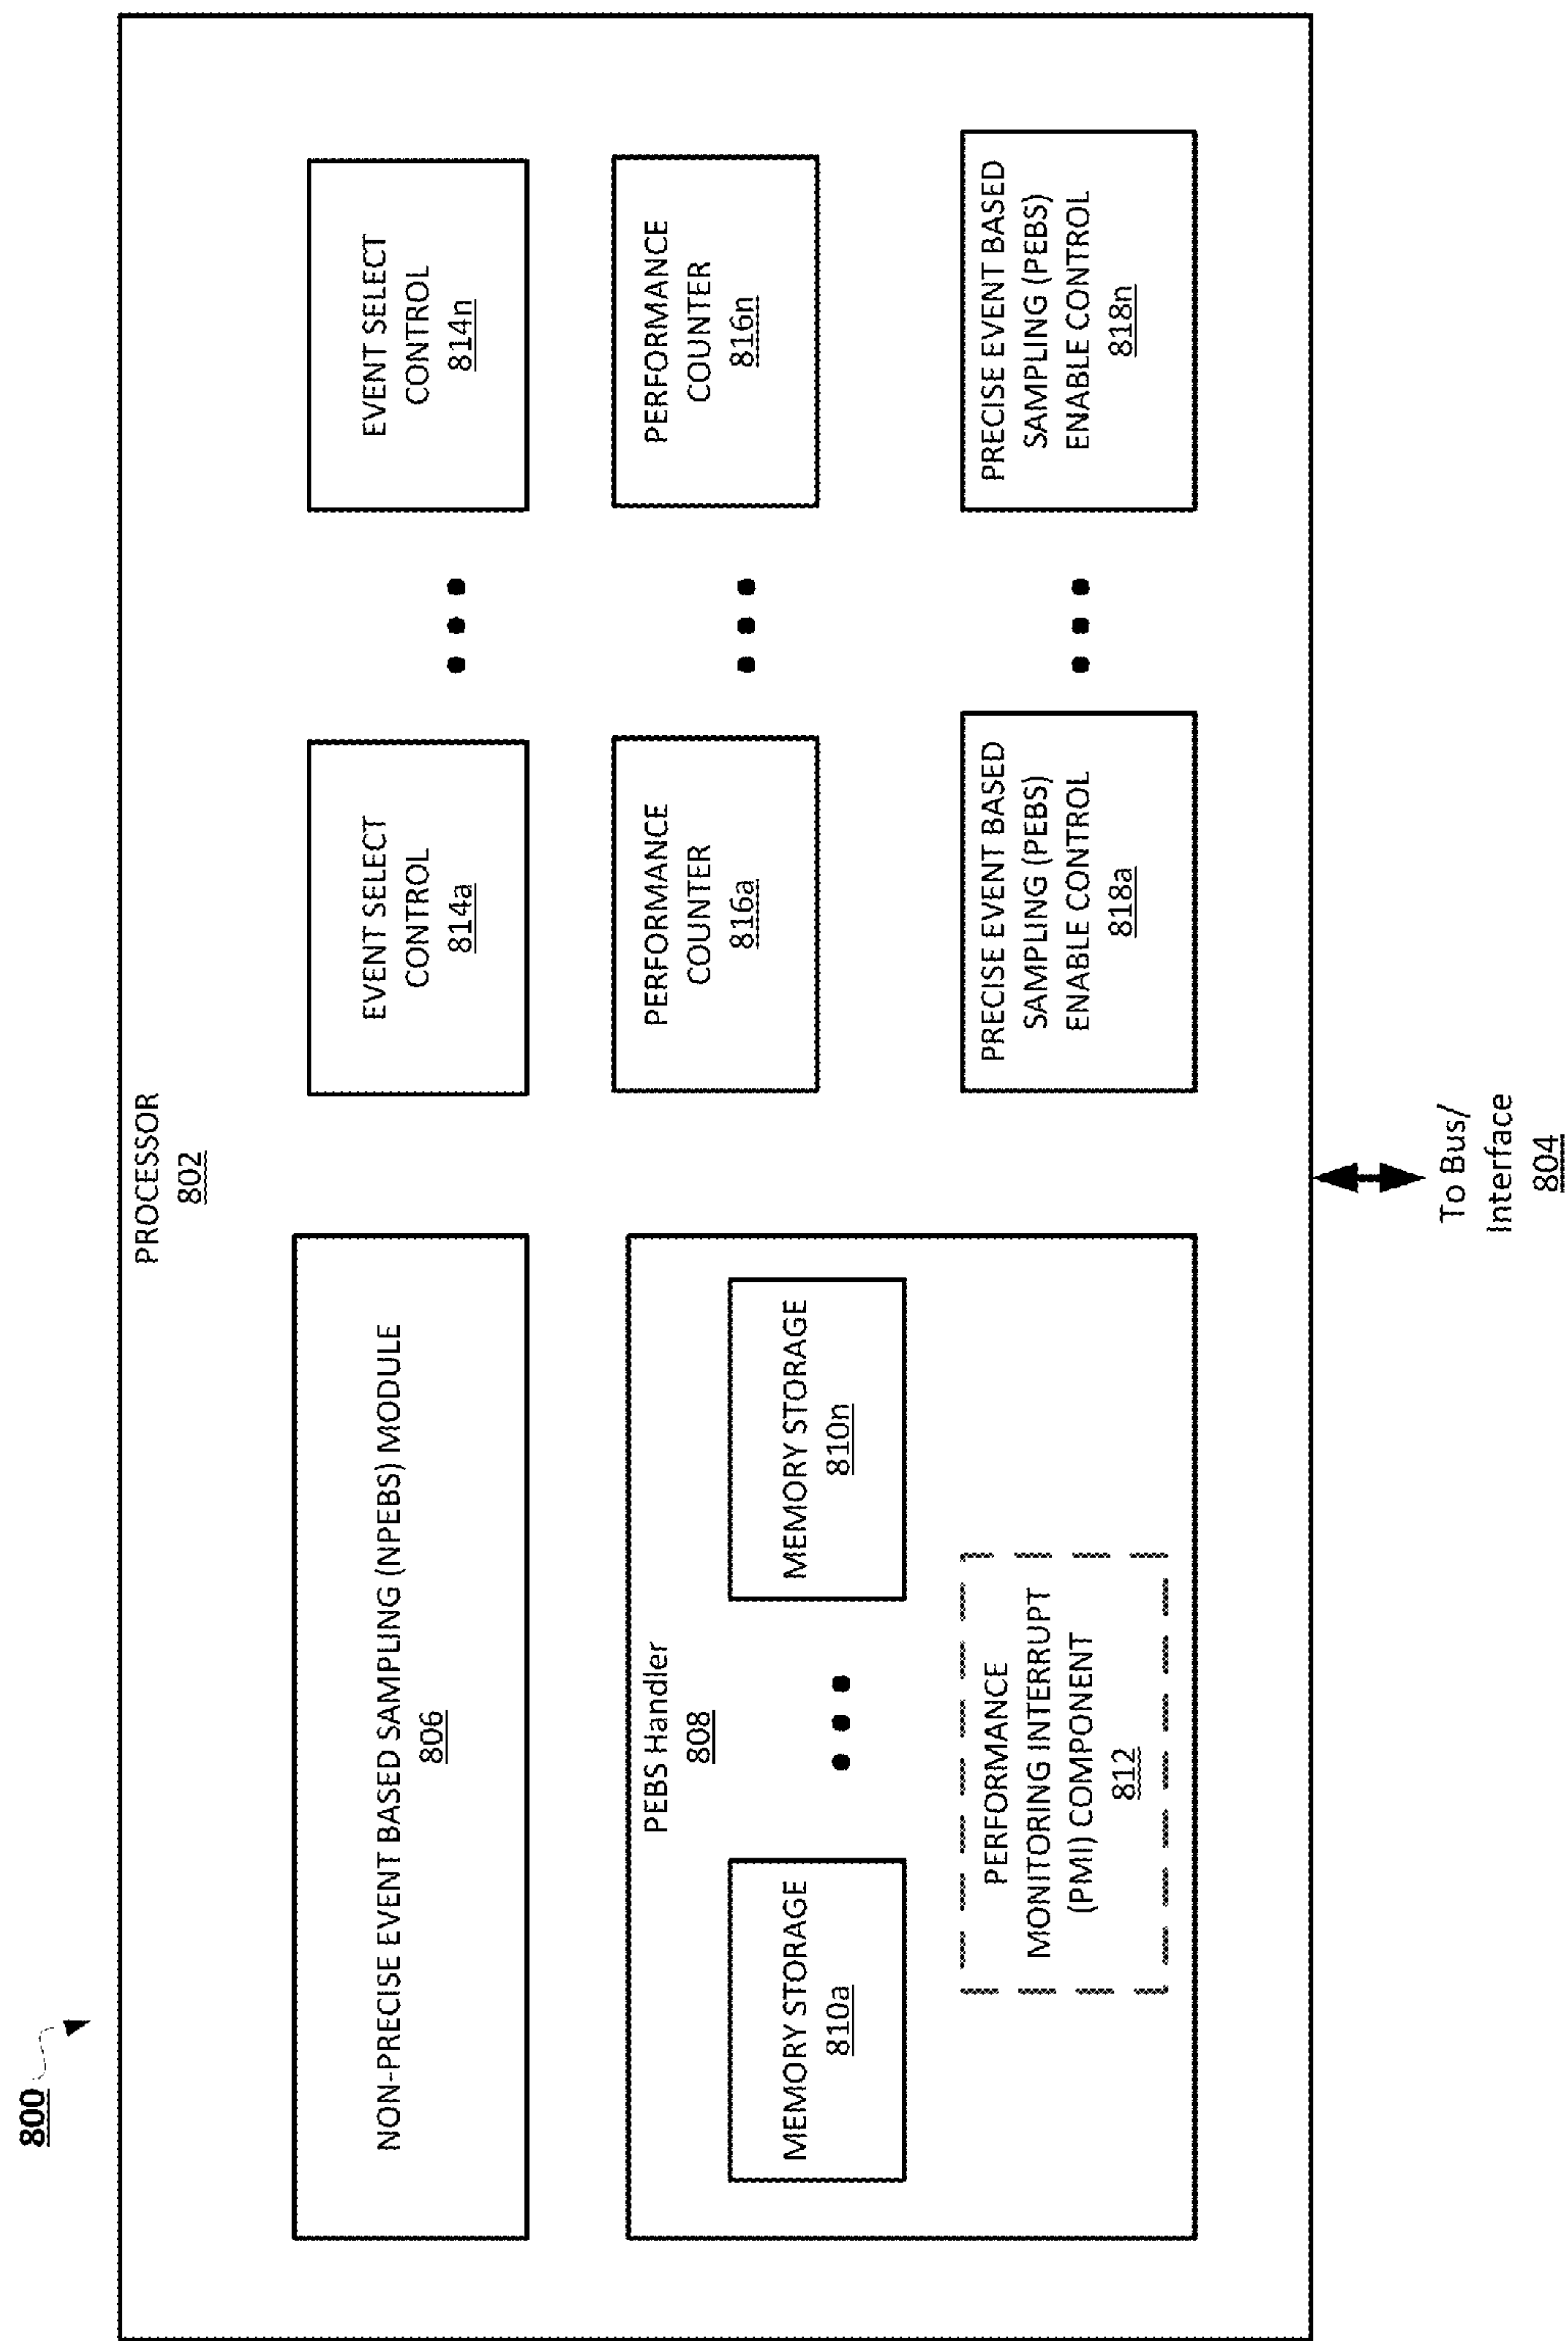 800
PROCESSOR
802
NON-PRECISE EVENT BASED SAMPLING (NPEBS) MODULE
806
PEBS Handler
808
MEMORY STORAGE
810a
MEMORY STORAGE
810n
PERFORMANCE
MONITORING INTERRUPT
(PMI) COMPONENT
812
EVENT SELECT
CONTROL
814a
EVENT SELECT
CONTROL
814n
PERFORMANCE
COUNTER
816a
PERFORMANCE
COUNTER
816n
PRECISE EVENT BASED
SAMPLING (PEBS)
ENABLE CONTROL
818a
PRECISE EVENT BASED
SAMPLING (PEBS)
ENABLE CONTROL
818n
To Bus/
Interface
804